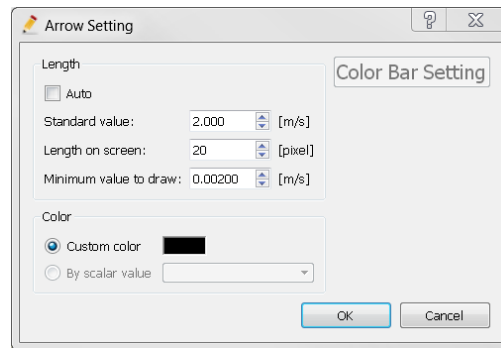 Arrow Setting
Length
Color Bar Setting
Auto
Standard value: 2.000 [m/s]
Length on screen: 20 [pixel]
Minimum value to draw: 0.00200 [m/s]
Color
Custom color
By scalar value
OK Cancel